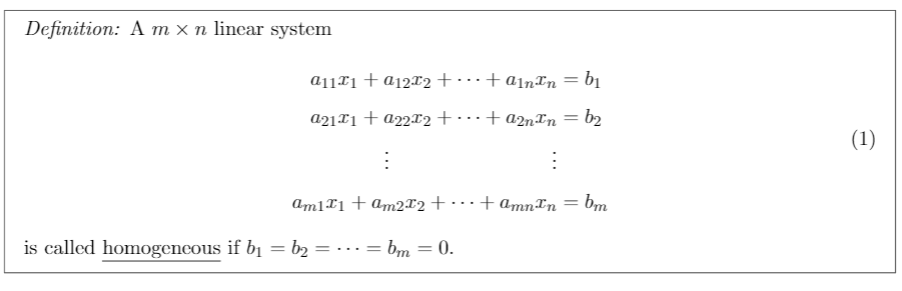 Definition: A m × n linear system
a₁₁x₁ + a₁₂x₂ + ⋯ + a₁ₙxₙ = b₁
a₂₁x₁ + a₂₂x₂ + ⋯ + a₂ₙxₙ = b₂
⋮ ⋮
(1)
aₘ₁x₁ + aₘ₂x₂ + ⋯ + aₘₙxₙ = bₘ
is called homogeneous if b₁ = b₂ = ⋯ = bₘ = 0.